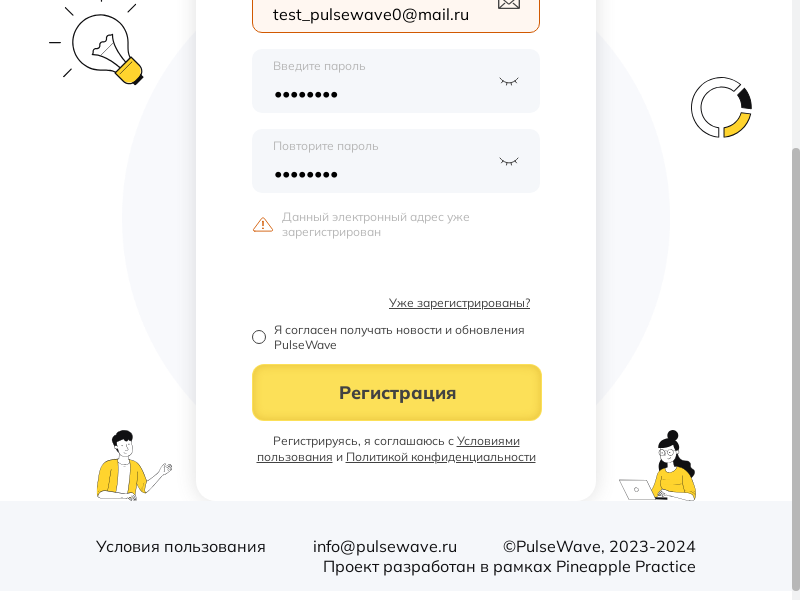 test_pulsewave0@mail.ru
Введите пароль
••••••••
Повторите пароль
••••••••
Данный электронный адрес уже
зарегистрирован
Уже зарегистрированы?
Я согласен получать новости и обновления
PulseWave
Регистрация
Регистрируясь, я соглашаюсь с Условиями
пользования и Политикой конфиденциальности
Условия пользования
info@pulsewave.ru
©PulseWave, 2023-2024
Проект разработан в рамках Pineapple Practice